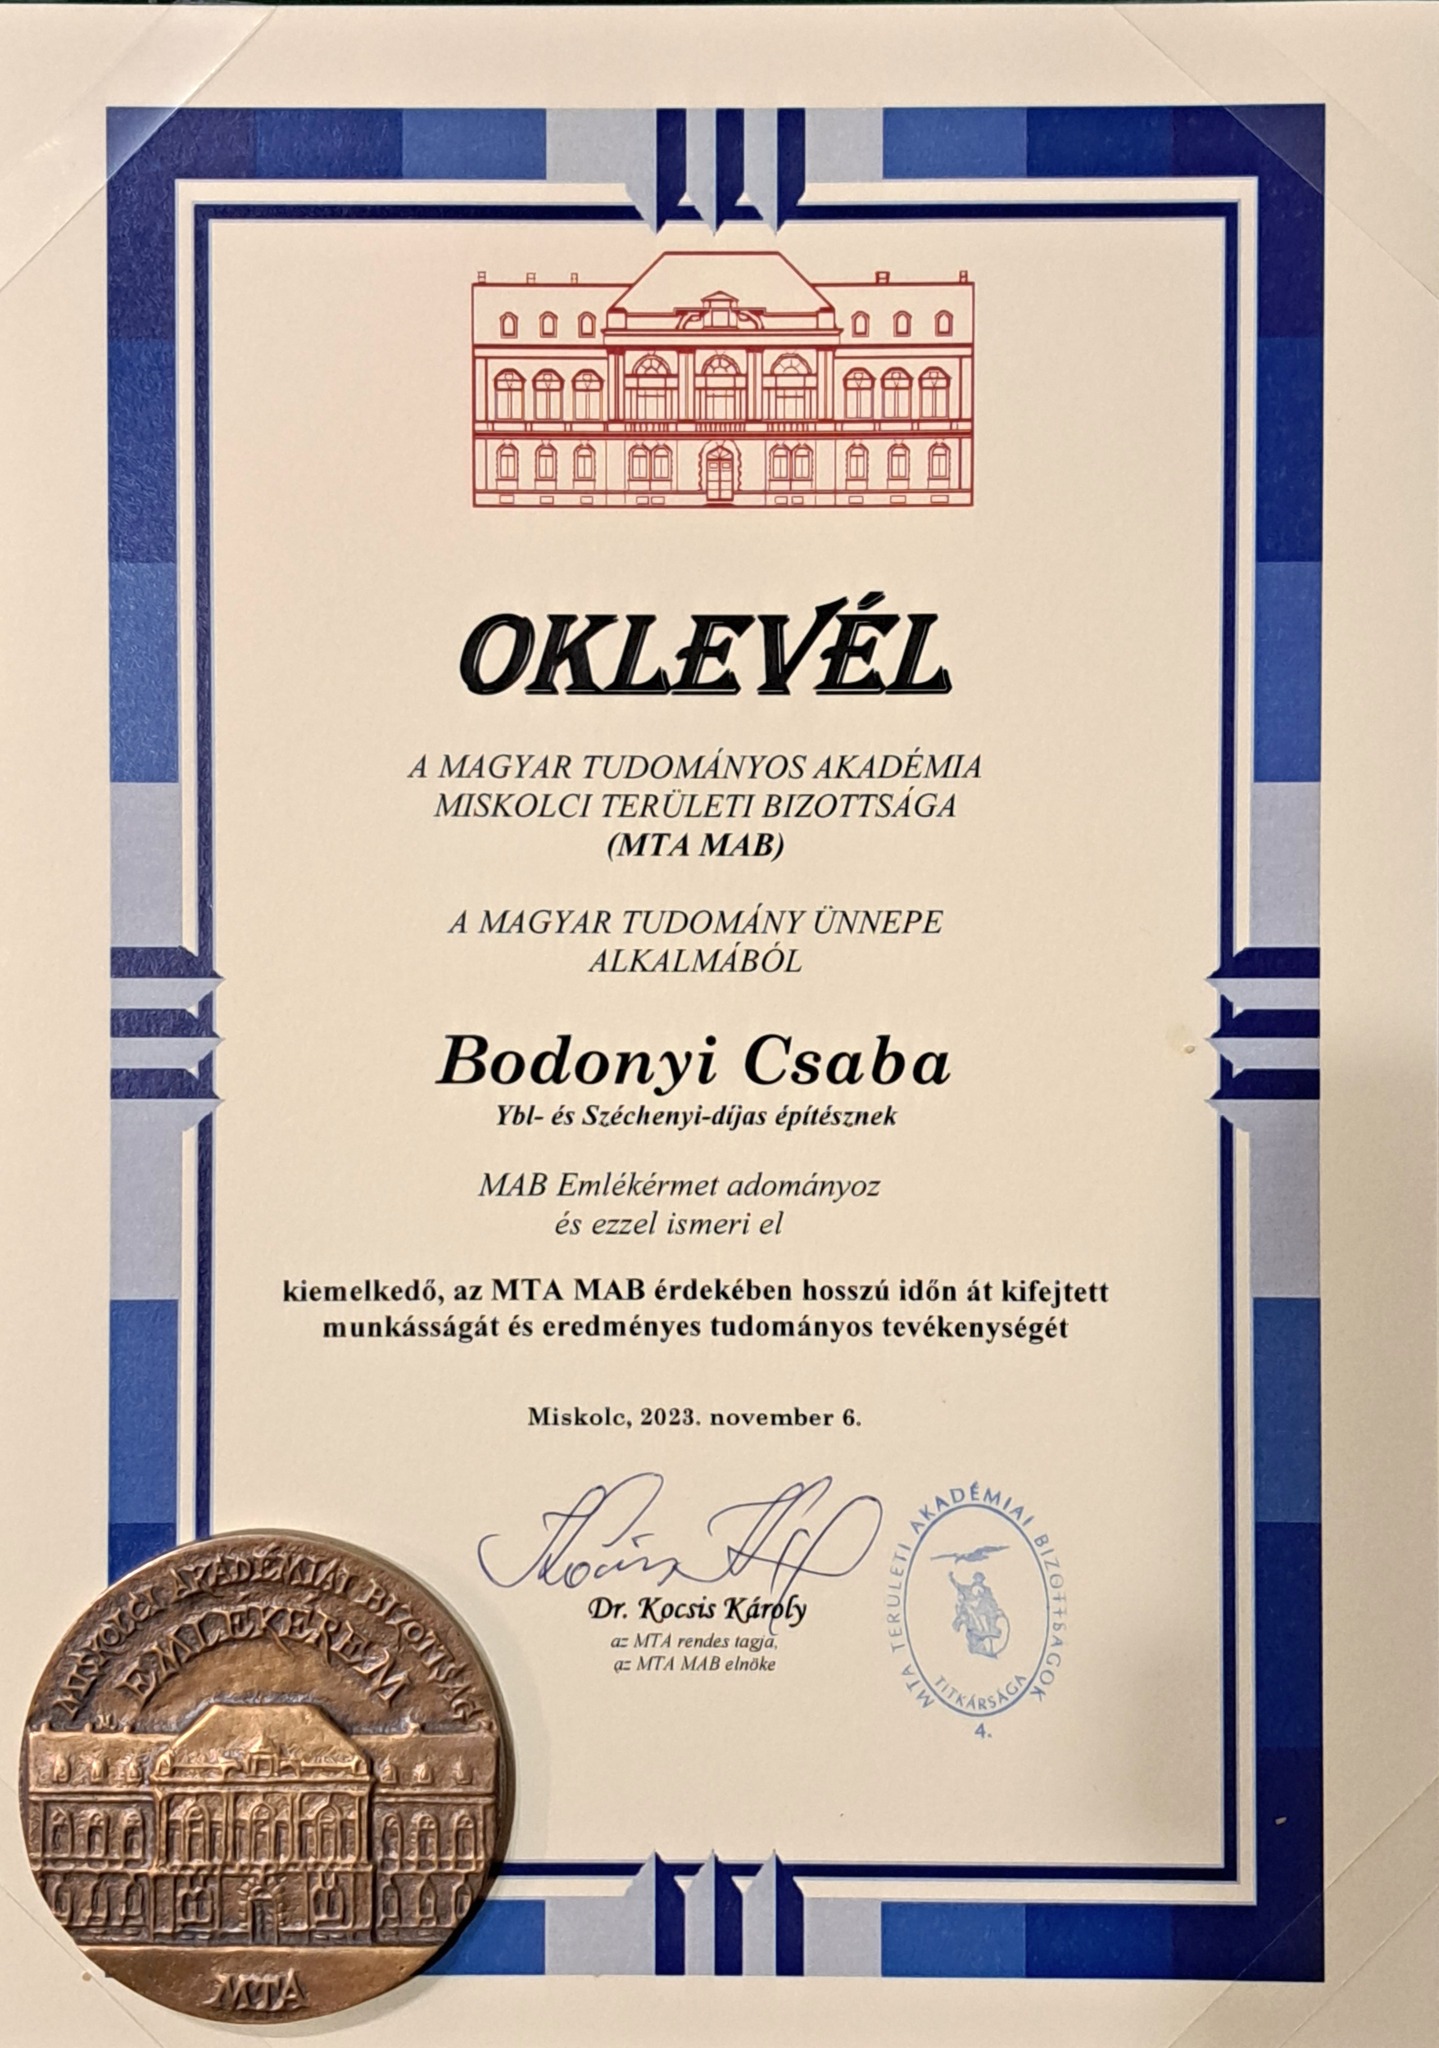 OKLEVÉL
A MAGYAR TUDOMÁNYOS AKADÉMIA
MISKOLCI TERÜLETI BIZOTTSÁGA
(MTA MAB)
A MAGYAR TUDOMÁNY ÜNNEPE
ALKALMÁBÓL
Bodonyi Csaba
Ybl- és Széchenyi-díjas építésznek
MAB Emlékérmet adományoz
és ezzel ismeri el
kiemelkedő, az MTA MAB érdekében hosszú időn át kifejtett
munkásságát és eredményes tudományos tevékenységét
Miskolc, 2023. november 6.
Dr. Kocsis Károly
az MTA rendes tagja,
az MTA MAB elnöke
MTA TERÜLETI AKADÉMIAI BIZOTTSÁGOK
TITKÁRSÁGA
4.
MISKOLCI AKADÉMIAI BIZOTTSÁG
EMLÉKÉREM
MTA